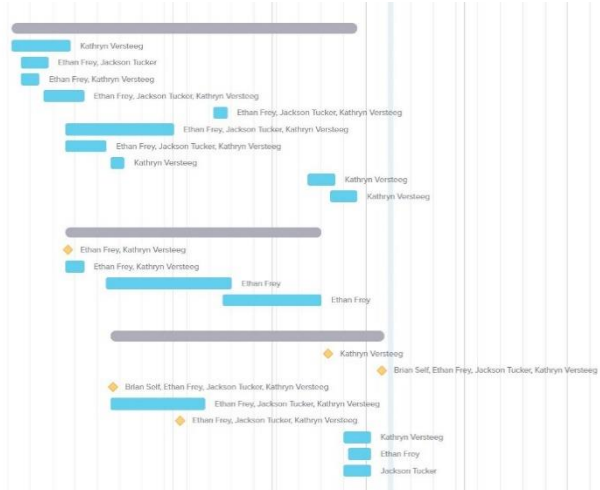 Kathryn Versteeg
Ethan Frey, Jackson Tucker
Ethan Frey, Kathryn Versteeg
Ethan Frey, Jackson Tucker, Kathryn Versteeg
Ethan Frey, Jackson Tucker, Kathryn Versteeg
Ethan Frey, Jackson Tucker, Kathryn Versteeg
Ethan Frey, Jackson Tucker, Kathryn Versteeg
Kathryn Versteeg
Kathryn Versteeg
Kathryn Versteeg
Ethan Frey, Kathryn Versteeg
Ethan Frey, Kathryn Versteeg
Ethan Frey
Ethan Frey
Kathryn Versteeg
Brian Self, Ethan Frey, Jackson Tucker, Kathryn Versteeg
Brian Self, Ethan Frey, Jackson Tucker, Kathryn Versteeg
Ethan Frey, Jackson Tucker, Kathryn Versteeg
Ethan Frey, Jackson Tucker, Kathryn Versteeg
Kathryn Versteeg
Ethan Frey
Jackson Tucker